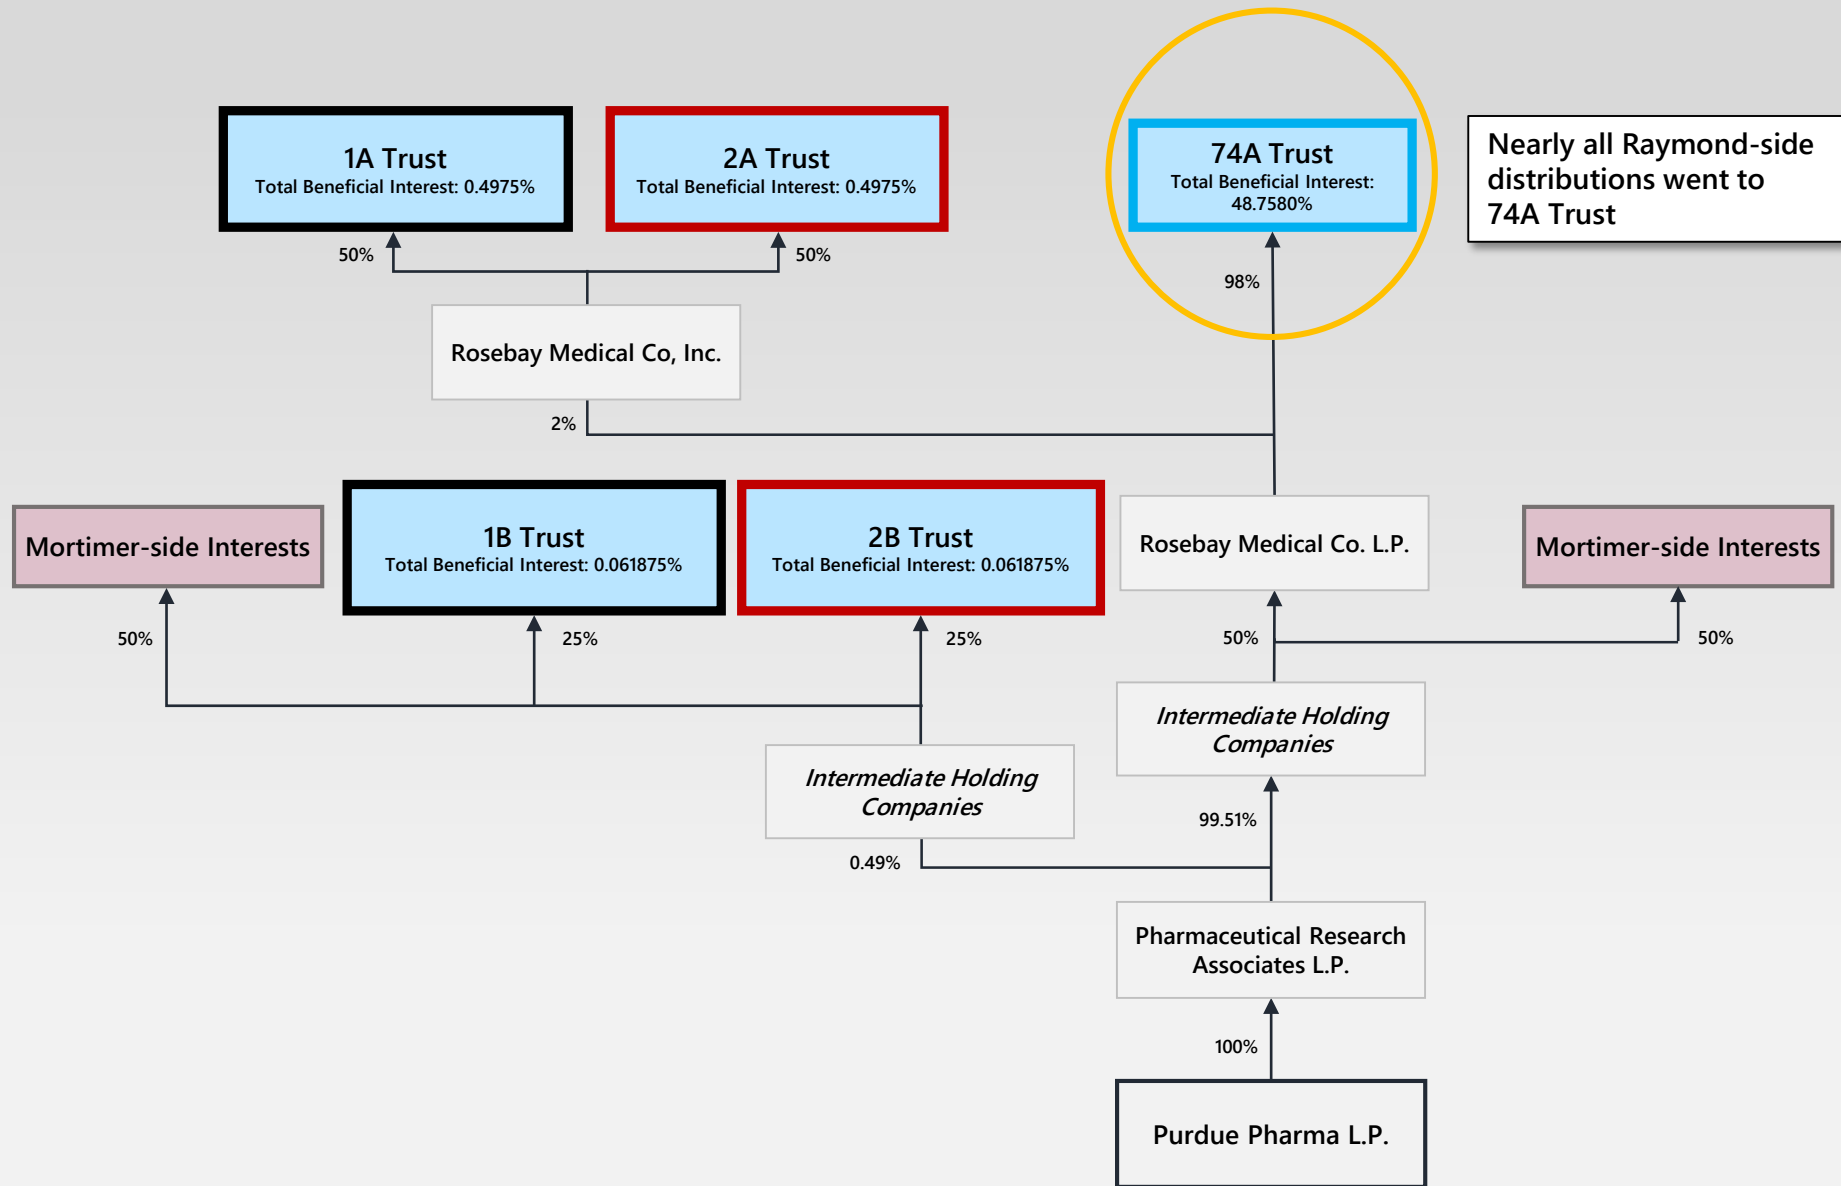 1A Trust
Total Beneficial Interest: 0.4975%
2A Trust
Total Beneficial Interest: 0.4975%
74A Trust
Total Beneficial Interest:
48.7580%
Nearly all Raymond-side
distributions went to
74A Trust
50%
50%
98%
Rosebay Medical Co, Inc.
2%
Mortimer-side Interests
1B Trust
Total Beneficial Interest: 0.061875%
2B Trust
Total Beneficial Interest: 0.061875%
Rosebay Medical Co. L.P.
Mortimer-side Interests
50%
25%
25%
50%
50%
Intermediate Holding
Companies
Intermediate Holding
Companies
99.51%
0.49%
Pharmaceutical Research
Associates L.P.
100%
Purdue Pharma L.P.